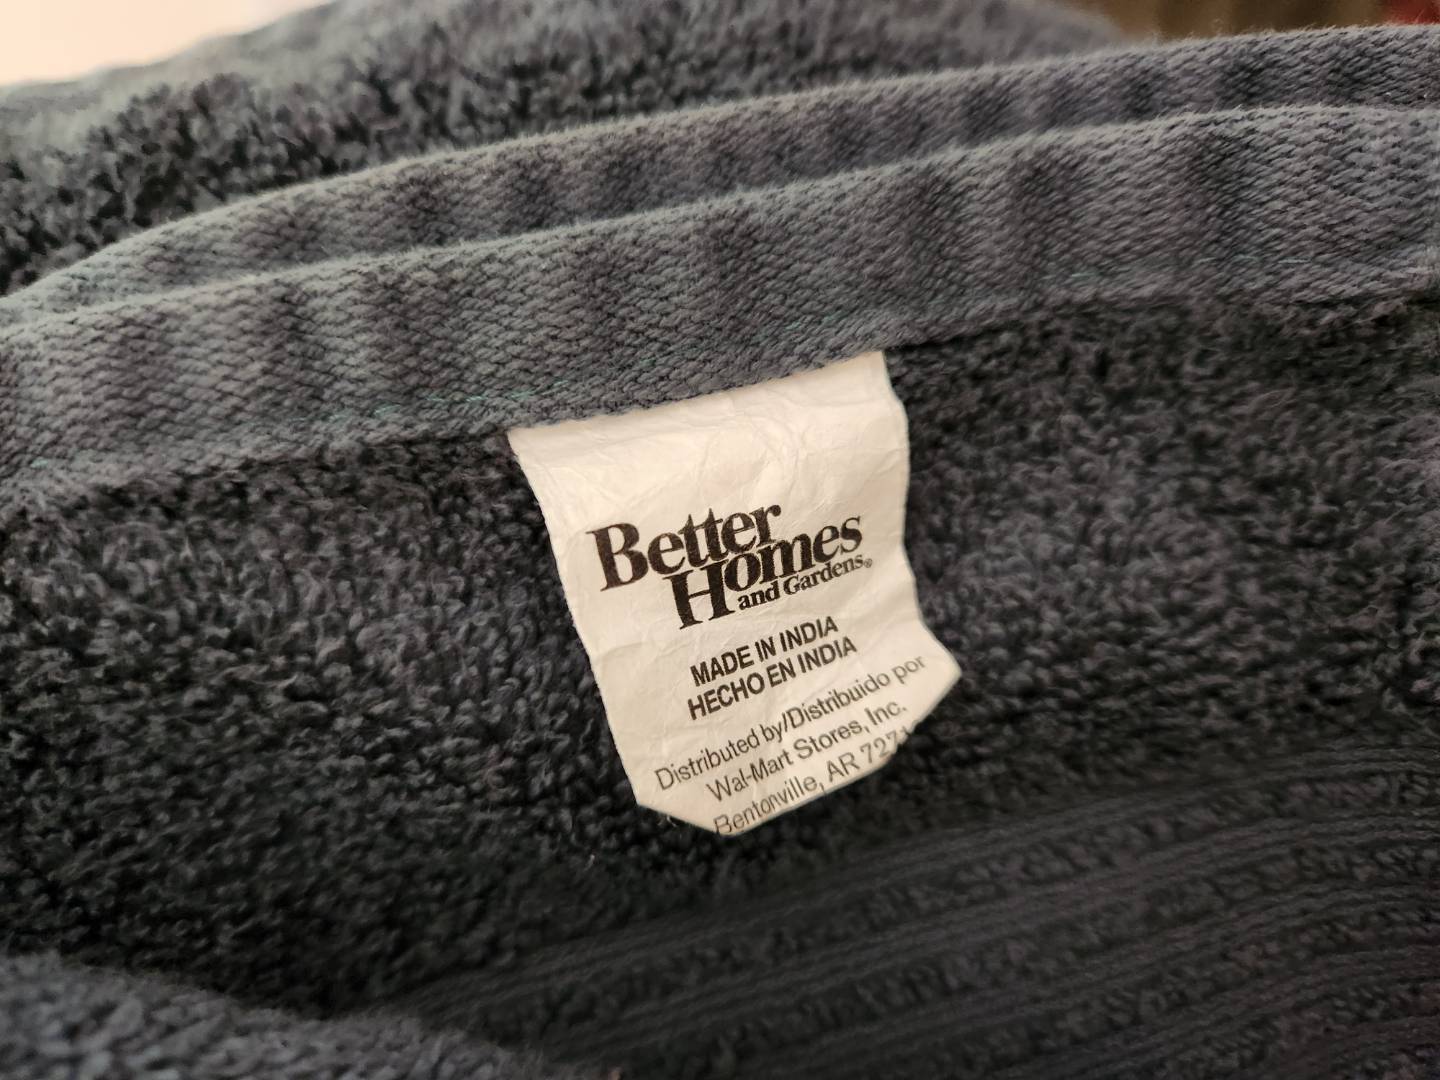 Better
Homes
and Gardens®
MADE IN INDIA
HECHO EN INDIA
Distributed by/Distribuido por
Wal-Mart Stores, Inc.
Bentonville, AR